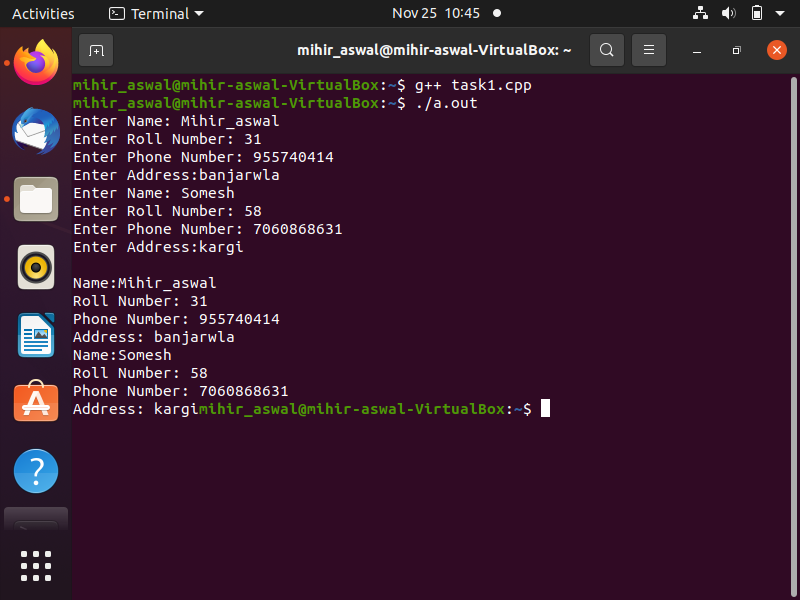 Activities Terminal Nov 25 10:45
mihir_aswal@mihir-aswal-VirtualBox: ~
mihir_aswal@mihir-aswal-VirtualBox:~$ g++ task1.cpp
mihir_aswal@mihir-aswal-VirtualBox:~$ ./a.out
Enter Name: Mihir_aswal
Enter Roll Number: 31
Enter Phone Number: 955740414
Enter Address:banjarwla
Enter Name: Somesh
Enter Roll Number: 58
Enter Phone Number: 7060868631
Enter Address:kargi

Name:Mihir_aswal
Roll Number: 31
Phone Number: 955740414
Address: banjarwla
Name:Somesh
Roll Number: 58
Phone Number: 7060868631
Address: kargimihir_aswal@mihir-aswal-VirtualBox:~$